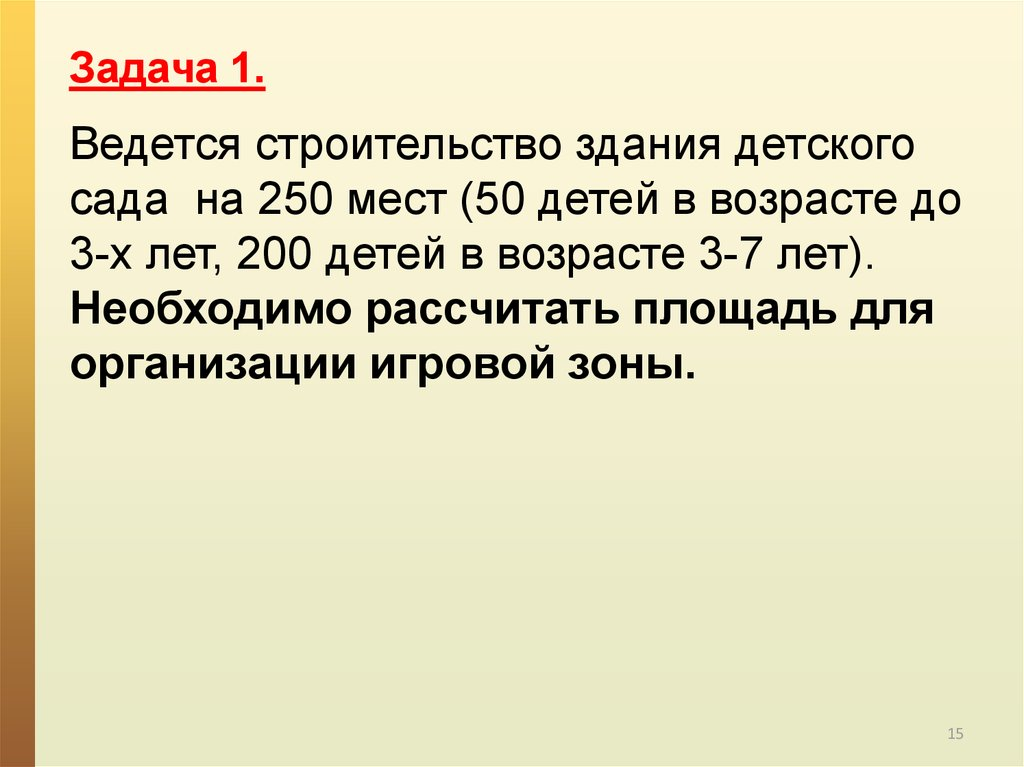 Задача 1.
Ведется строительство здания детского
сада на 250 мест (50 детей в возрасте до
3-х лет, 200 детей в возрасте 3-7 лет).
Необходимо рассчитать площадь для
организации игровой зоны.
15